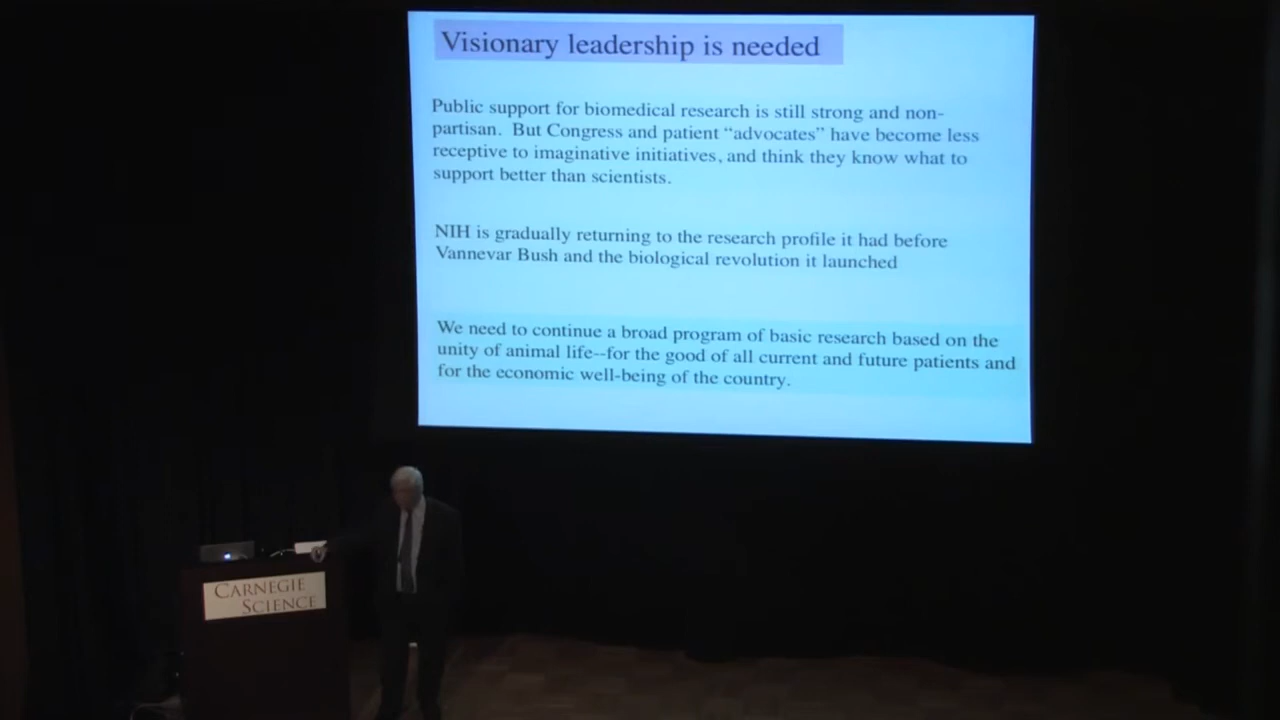 Visionary leadership is needed
Public support for biomedical research is still strong and non-
partisan. But Congress and patient “advocates” have become less
receptive to imaginative initiatives, and think they know what to
support better than scientists.
NIH is gradually returning to the research profile it had before
Vannevar Bush and the biological revolution it launched
We need to continue a broad program of basic research based on the
unity of animal life--for the good of all current and future patients and
for the economic well-being of the country.
CARNEGIE
SCIENCE